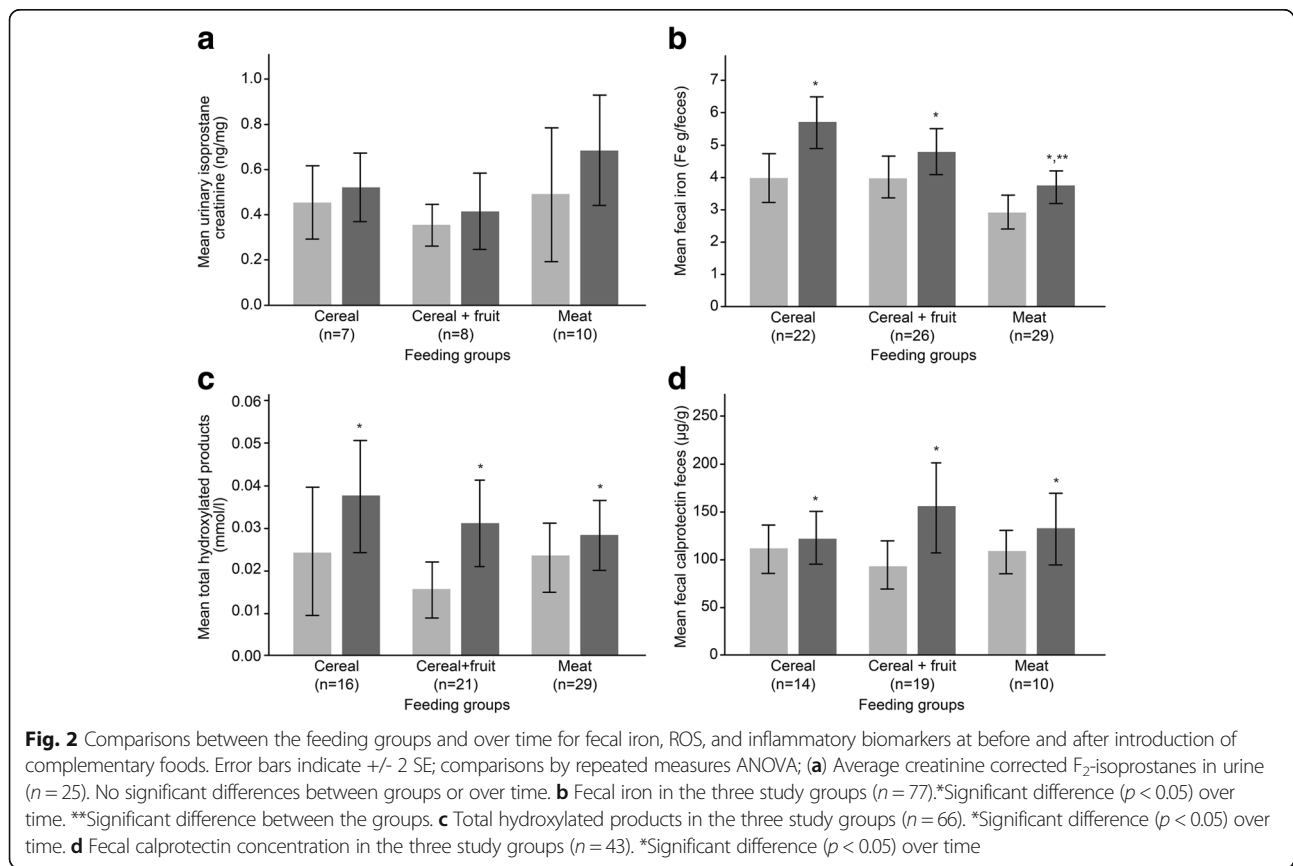 a
Mean urinary isoprostane
creatinine (ng/mg)
1.0
0.8
0.6
0.4
0.2
0.0
Cereal
(n=7)
Cereal + fruit
(n=8)
Meat
(n=10)
Feeding groups
b
Mean fecal iron (Fe g/feces)
7
6
5
4
3
2
1
0
*
*
*,**
Cereal
(n=22)
Cereal + fruit
(n=26)
Meat
(n=29)
Feeding groups
c
Mean total hydroxylated products
(mmol/l)
0.06
0.05
0.04
0.03
0.02
0.01
0.00
*
*
*
Cereal
(n=16)
Cereal+fruit
(n=21)
Meat
(n=29)
Feeding groups
d
Mean fecal calprotectin feces (µg/g)
250
200
150
100
50
0
*
*
*
Cereal
(n=14)
Cereal + fruit
(n=19)
Meat
(n=10)
Feeding groups
Fig. 2 Comparisons between the feeding groups and over time for fecal iron, ROS, and inflammatory biomarkers at before and after introduction of
complementary foods. Error bars indicate +/- 2 SE; comparisons by repeated measures ANOVA; (a) Average creatinine corrected F₂-isoprostanes in urine
(n = 25). No significant differences between groups or over time. b Fecal iron in the three study groups (n = 77).*Significant difference (p < 0.05) over
time. **Significant difference between the groups. c Total hydroxylated products in the three study groups (n = 66). *Significant difference (p < 0.05) over
time. d Fecal calprotectin concentration in the three study groups (n = 43). *Significant difference (p < 0.05) over time